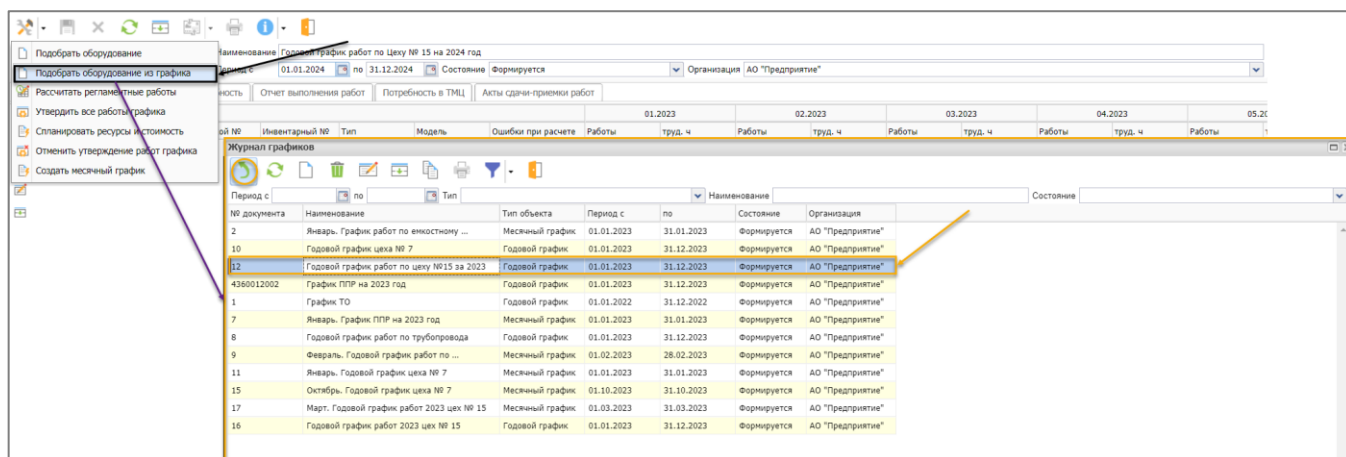 Подобрать оборудование
Подобрать оборудование из графика
Рассчитать регламентные работы
Утвердить все работы графика
Спланировать ресурсы и стоимость
Отменить утверждение работ графика
Создать месячный график
Наименование Годовой график работ по Цеху № 15 на 2024 год
Период с 01.01.2024 по 31.12.2024 Состояние Формируется Организация АО "Предприятие"
Отчет выполнения работ Потребность в ТМЦ Акты сдачи-приемки работ
01.2023 02.2023 03.2023 04.2023
Инвентарный № Тип Модель Ошибки при расчете Работы труд. ч Работы труд. ч Работы труд. ч Работы труд. ч Работы
Журнал графиков
Период с по Тип Наименование Состояние
№ документа Наименование Тип объекта Период с по Состояние Организация
2 Январь. График работ по емкостному ... Месячный график 01.01.2023 31.01.2023 Формируется АО "Предприятие"
10 Годовой график цеха № 7 Годовой график 01.01.2023 31.12.2023 Формируется АО "Предприятие"
12 Годовой график работ по цеху №15 за 2023 Годовой график 01.01.2023 31.12.2023 Формируется АО "Предприятие"
4360012002 График ППР на 2023 год Годовой график 01.01.2023 31.12.2023 Формируется АО "Предприятие"
1 График ТО Годовой график 01.01.2022 31.12.2022 Формируется АО "Предприятие"
7 Январь. График ППР на 2023 год Месячный график 01.01.2023 31.01.2023 Формируется АО "Предприятие"
8 Годовой график работ по трубопровода Годовой график 01.01.2023 31.12.2023 Формируется АО "Предприятие"
9 Февраль. Годовой график работ по ... Месячный график 01.02.2023 28.02.2023 Формируется АО "Предприятие"
11 Январь. Годовой график цеха № 7 Месячный график 01.01.2023 31.01.2023 Формируется АО "Предприятие"
15 Октябрь. Годовой график цеха № 7 Месячный график 01.10.2023 31.10.2023 Формируется АО "Предприятие"
17 Март. Годовой график работ 2023 цех № 15 Месячный график 01.03.2023 31.03.2023 Формируется АО "Предприятие"
16 Годовой график работ 2023 цех № 15 Годовой график 01.01.2023 31.12.2023 Формируется АО "Предприятие"